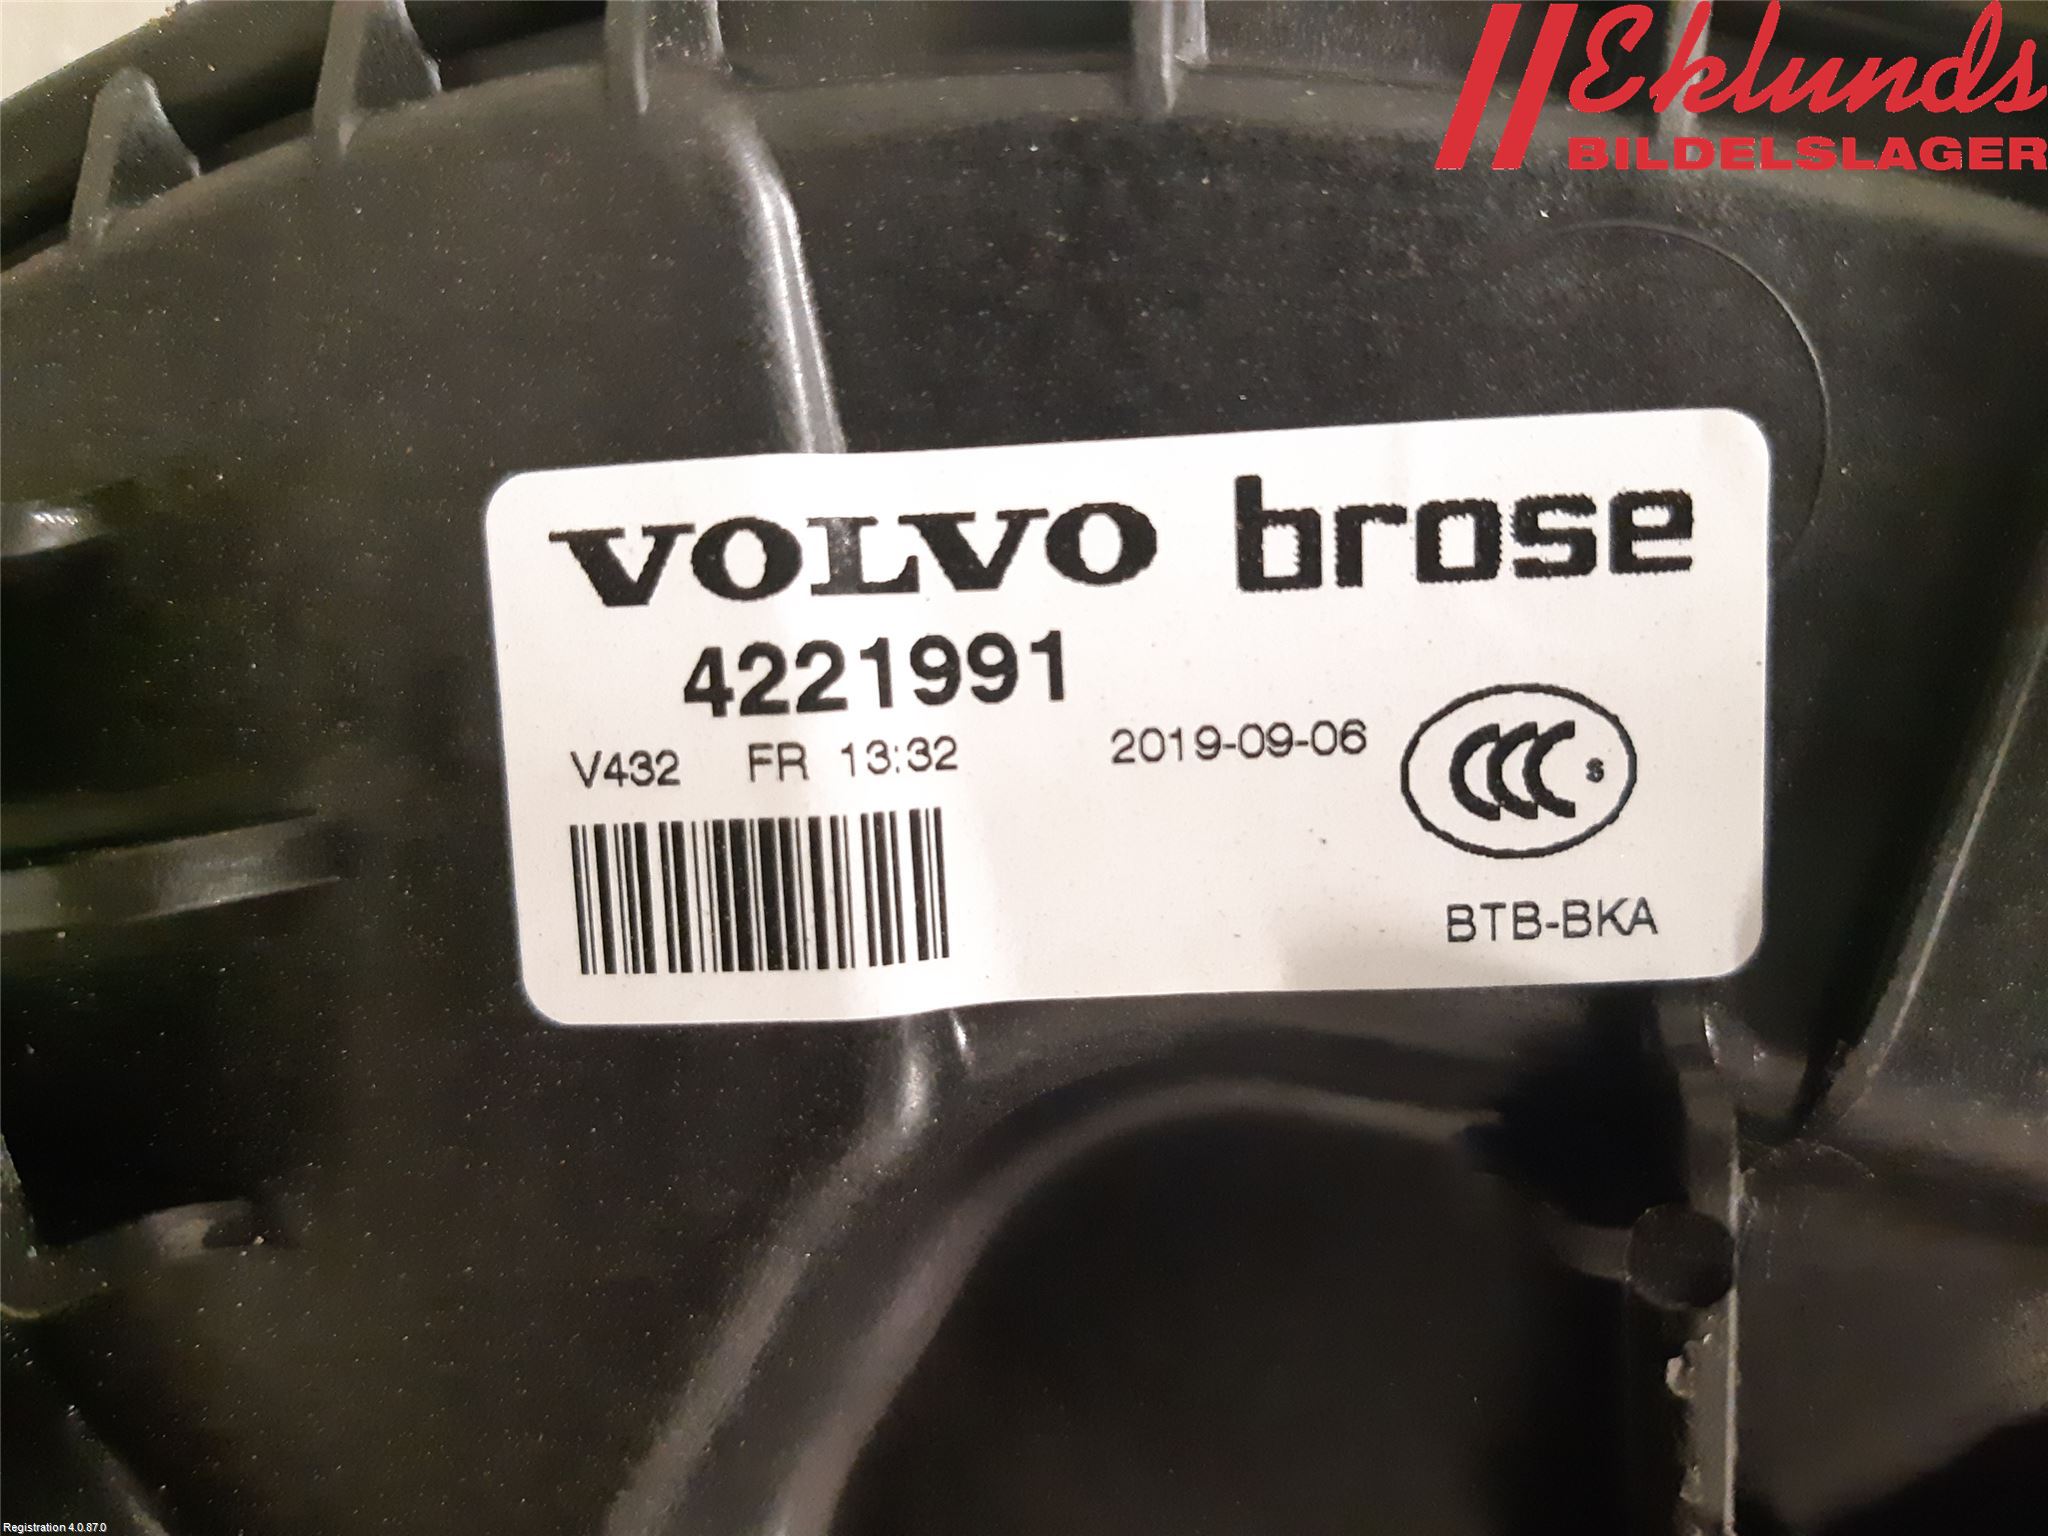 Eklunds
BILDELSLAGER
VOLVO brose
4221991
V432 FR 13:32 2019-09-06
CCC S
BTB-BKA
Registration 4.0.87.0